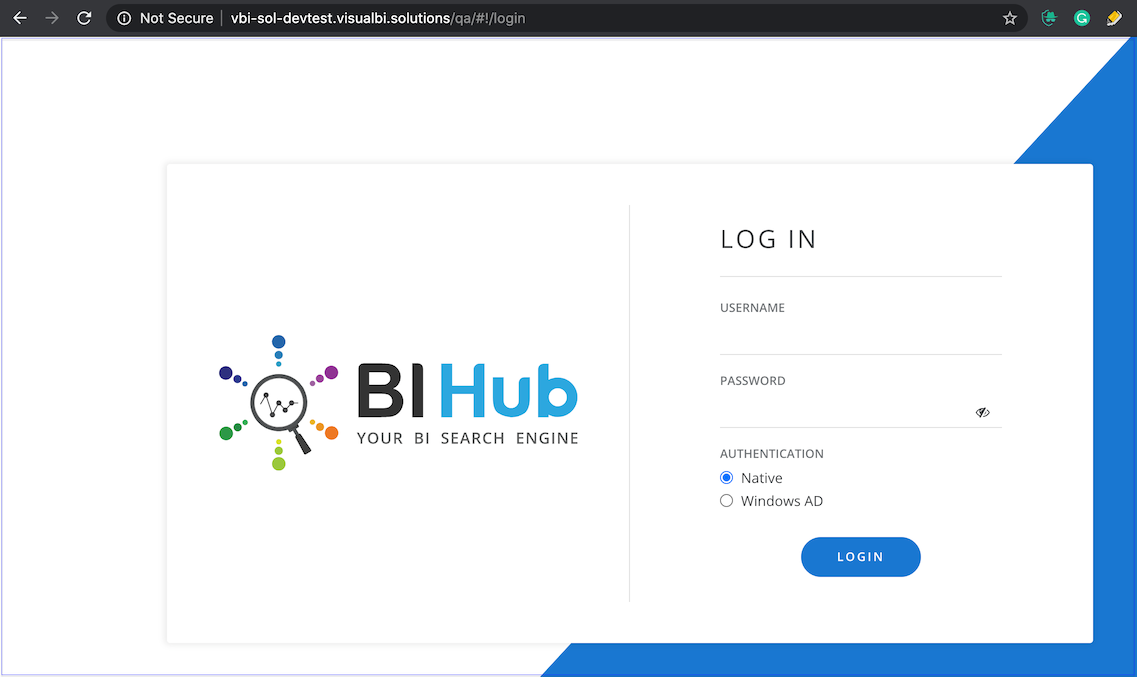 Not Secure | vbi-sol-devtest.visualbi.solutions/qa/#!/login
BI Hub
YOUR BI SEARCH ENGINE
LOG IN
USERNAME
PASSWORD
AUTHENTICATION
Native
Windows AD
LOGIN